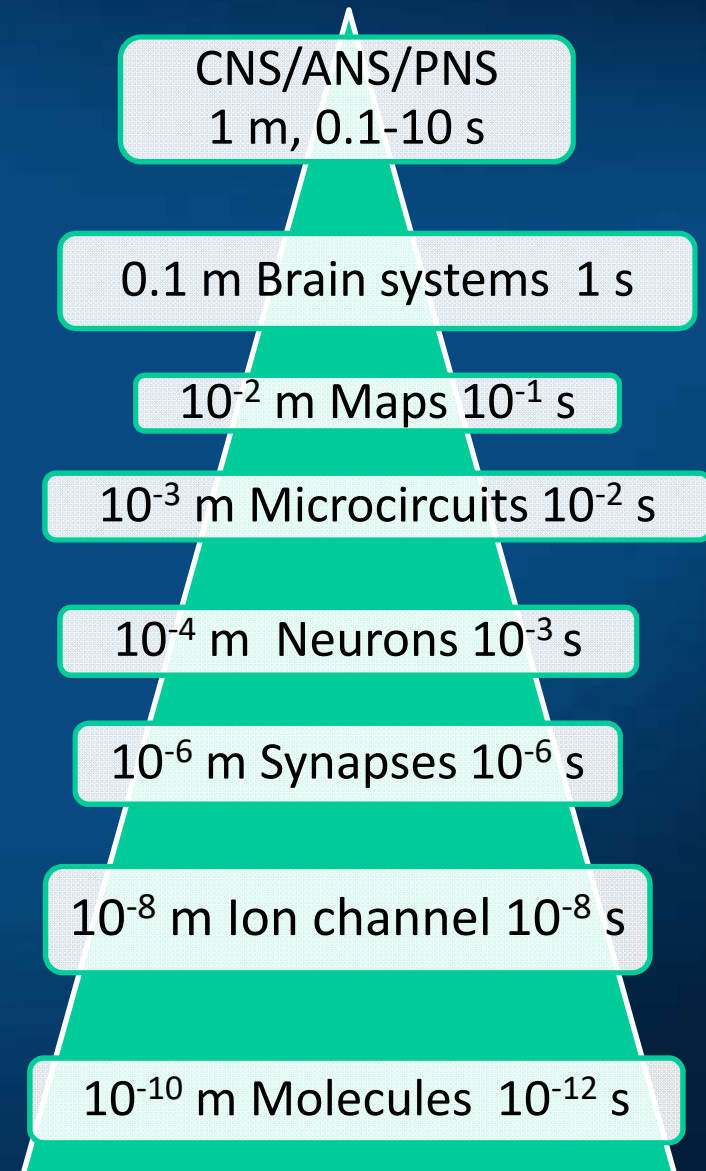 CNS/ANS/PNS
1 m, 0.1-10 s
0.1 m Brain systems 1 s
10⁻² m Maps 10⁻¹ s
10⁻³ m Microcircuits 10⁻² s
10⁻⁴ m Neurons 10⁻³ s
10⁻⁶ m Synapses 10⁻⁶ s
10⁻⁸ m Ion channel 10⁻⁸ s
10⁻¹⁰ m Molecules 10⁻¹² s